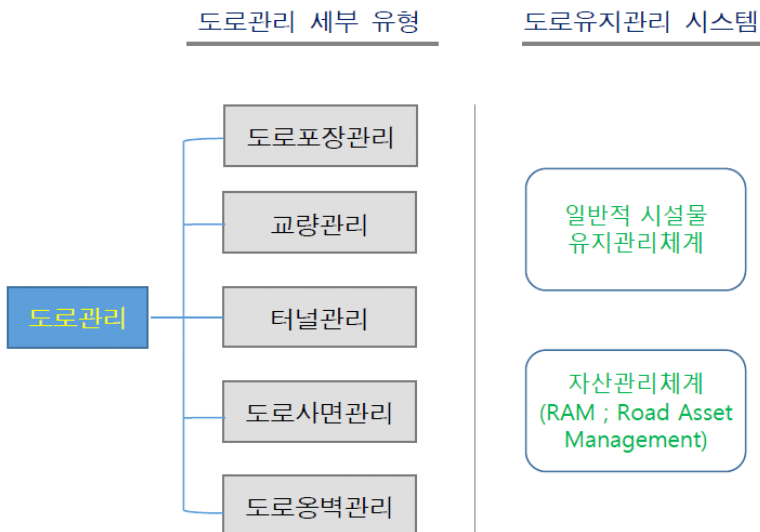 도로관리 세부 유형
도로유지관리 시스템
도로관리
도로포장관리
교량관리
터널관리
도로사면관리
도로옹벽관리
일반적 시설물
유지관리체계
자산관리체계
(RAM ; Road Asset
Management)